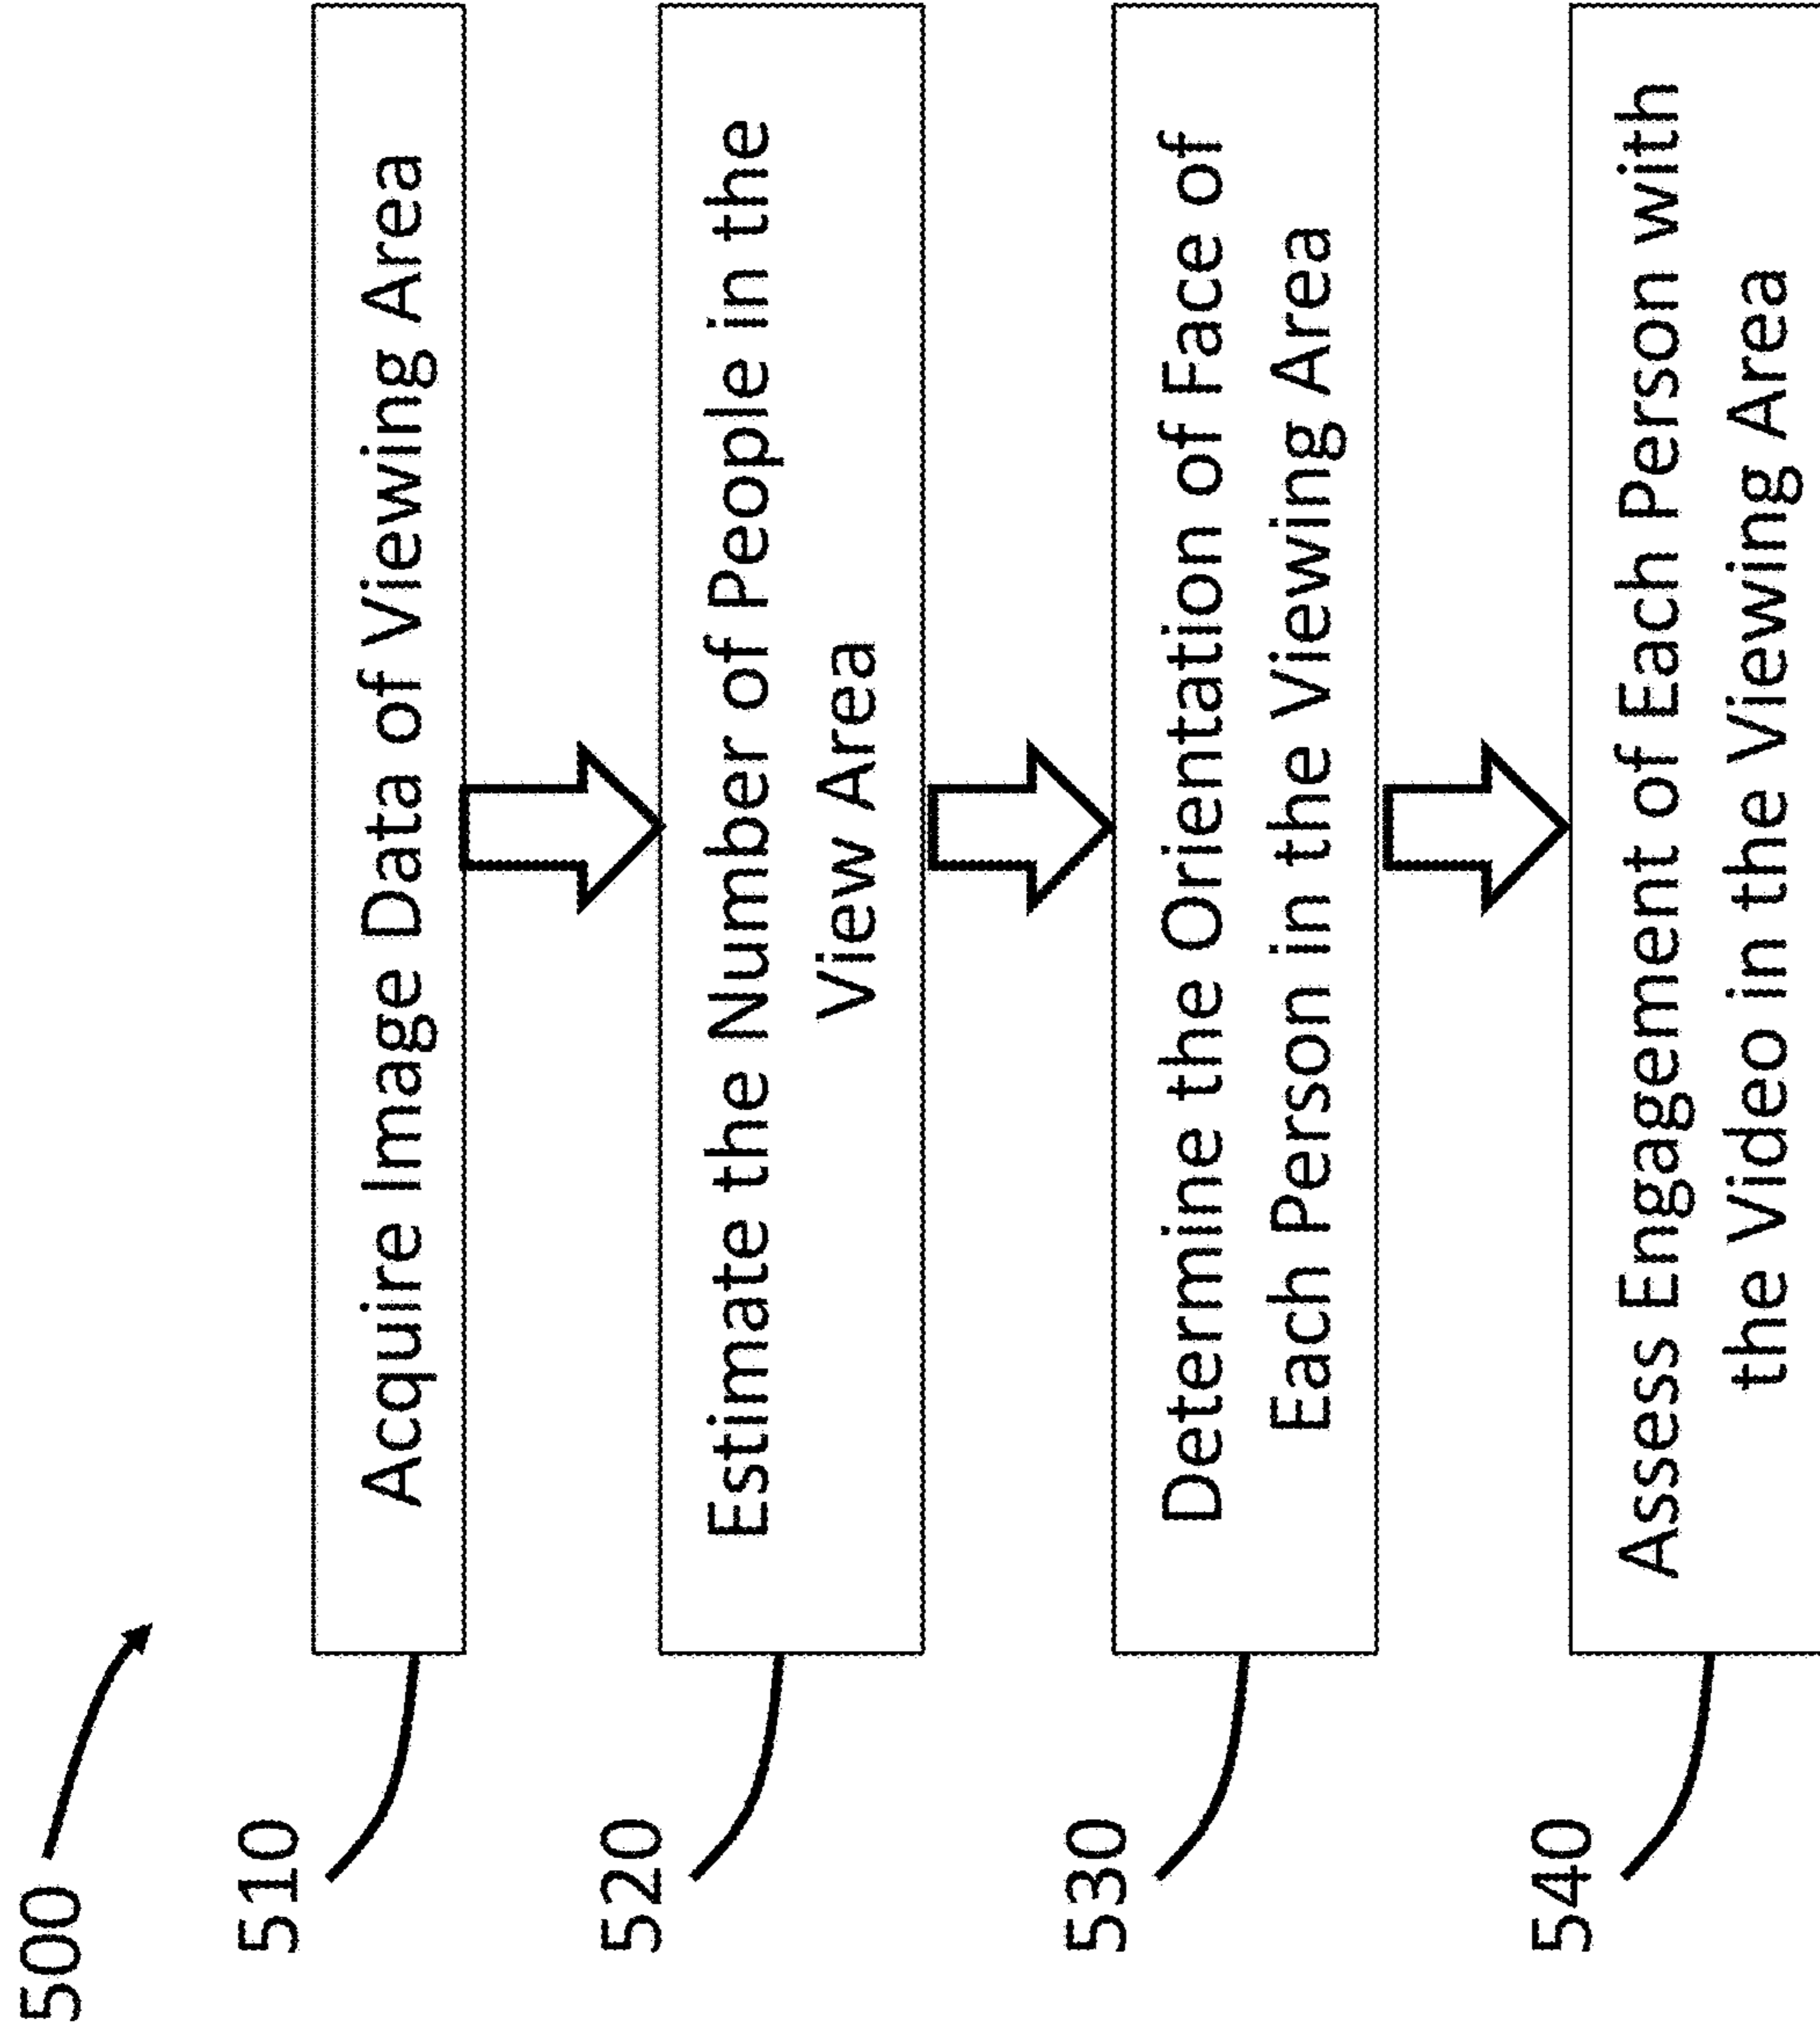 500
510
Acquire Image Data of Viewing Area
520
Estimate the Number of People in the
View Area
530
Determine the Orientation of Face of
Each Person in the Viewing Area
540
Assess Engagement of Each Person with
the Video in the Viewing Area